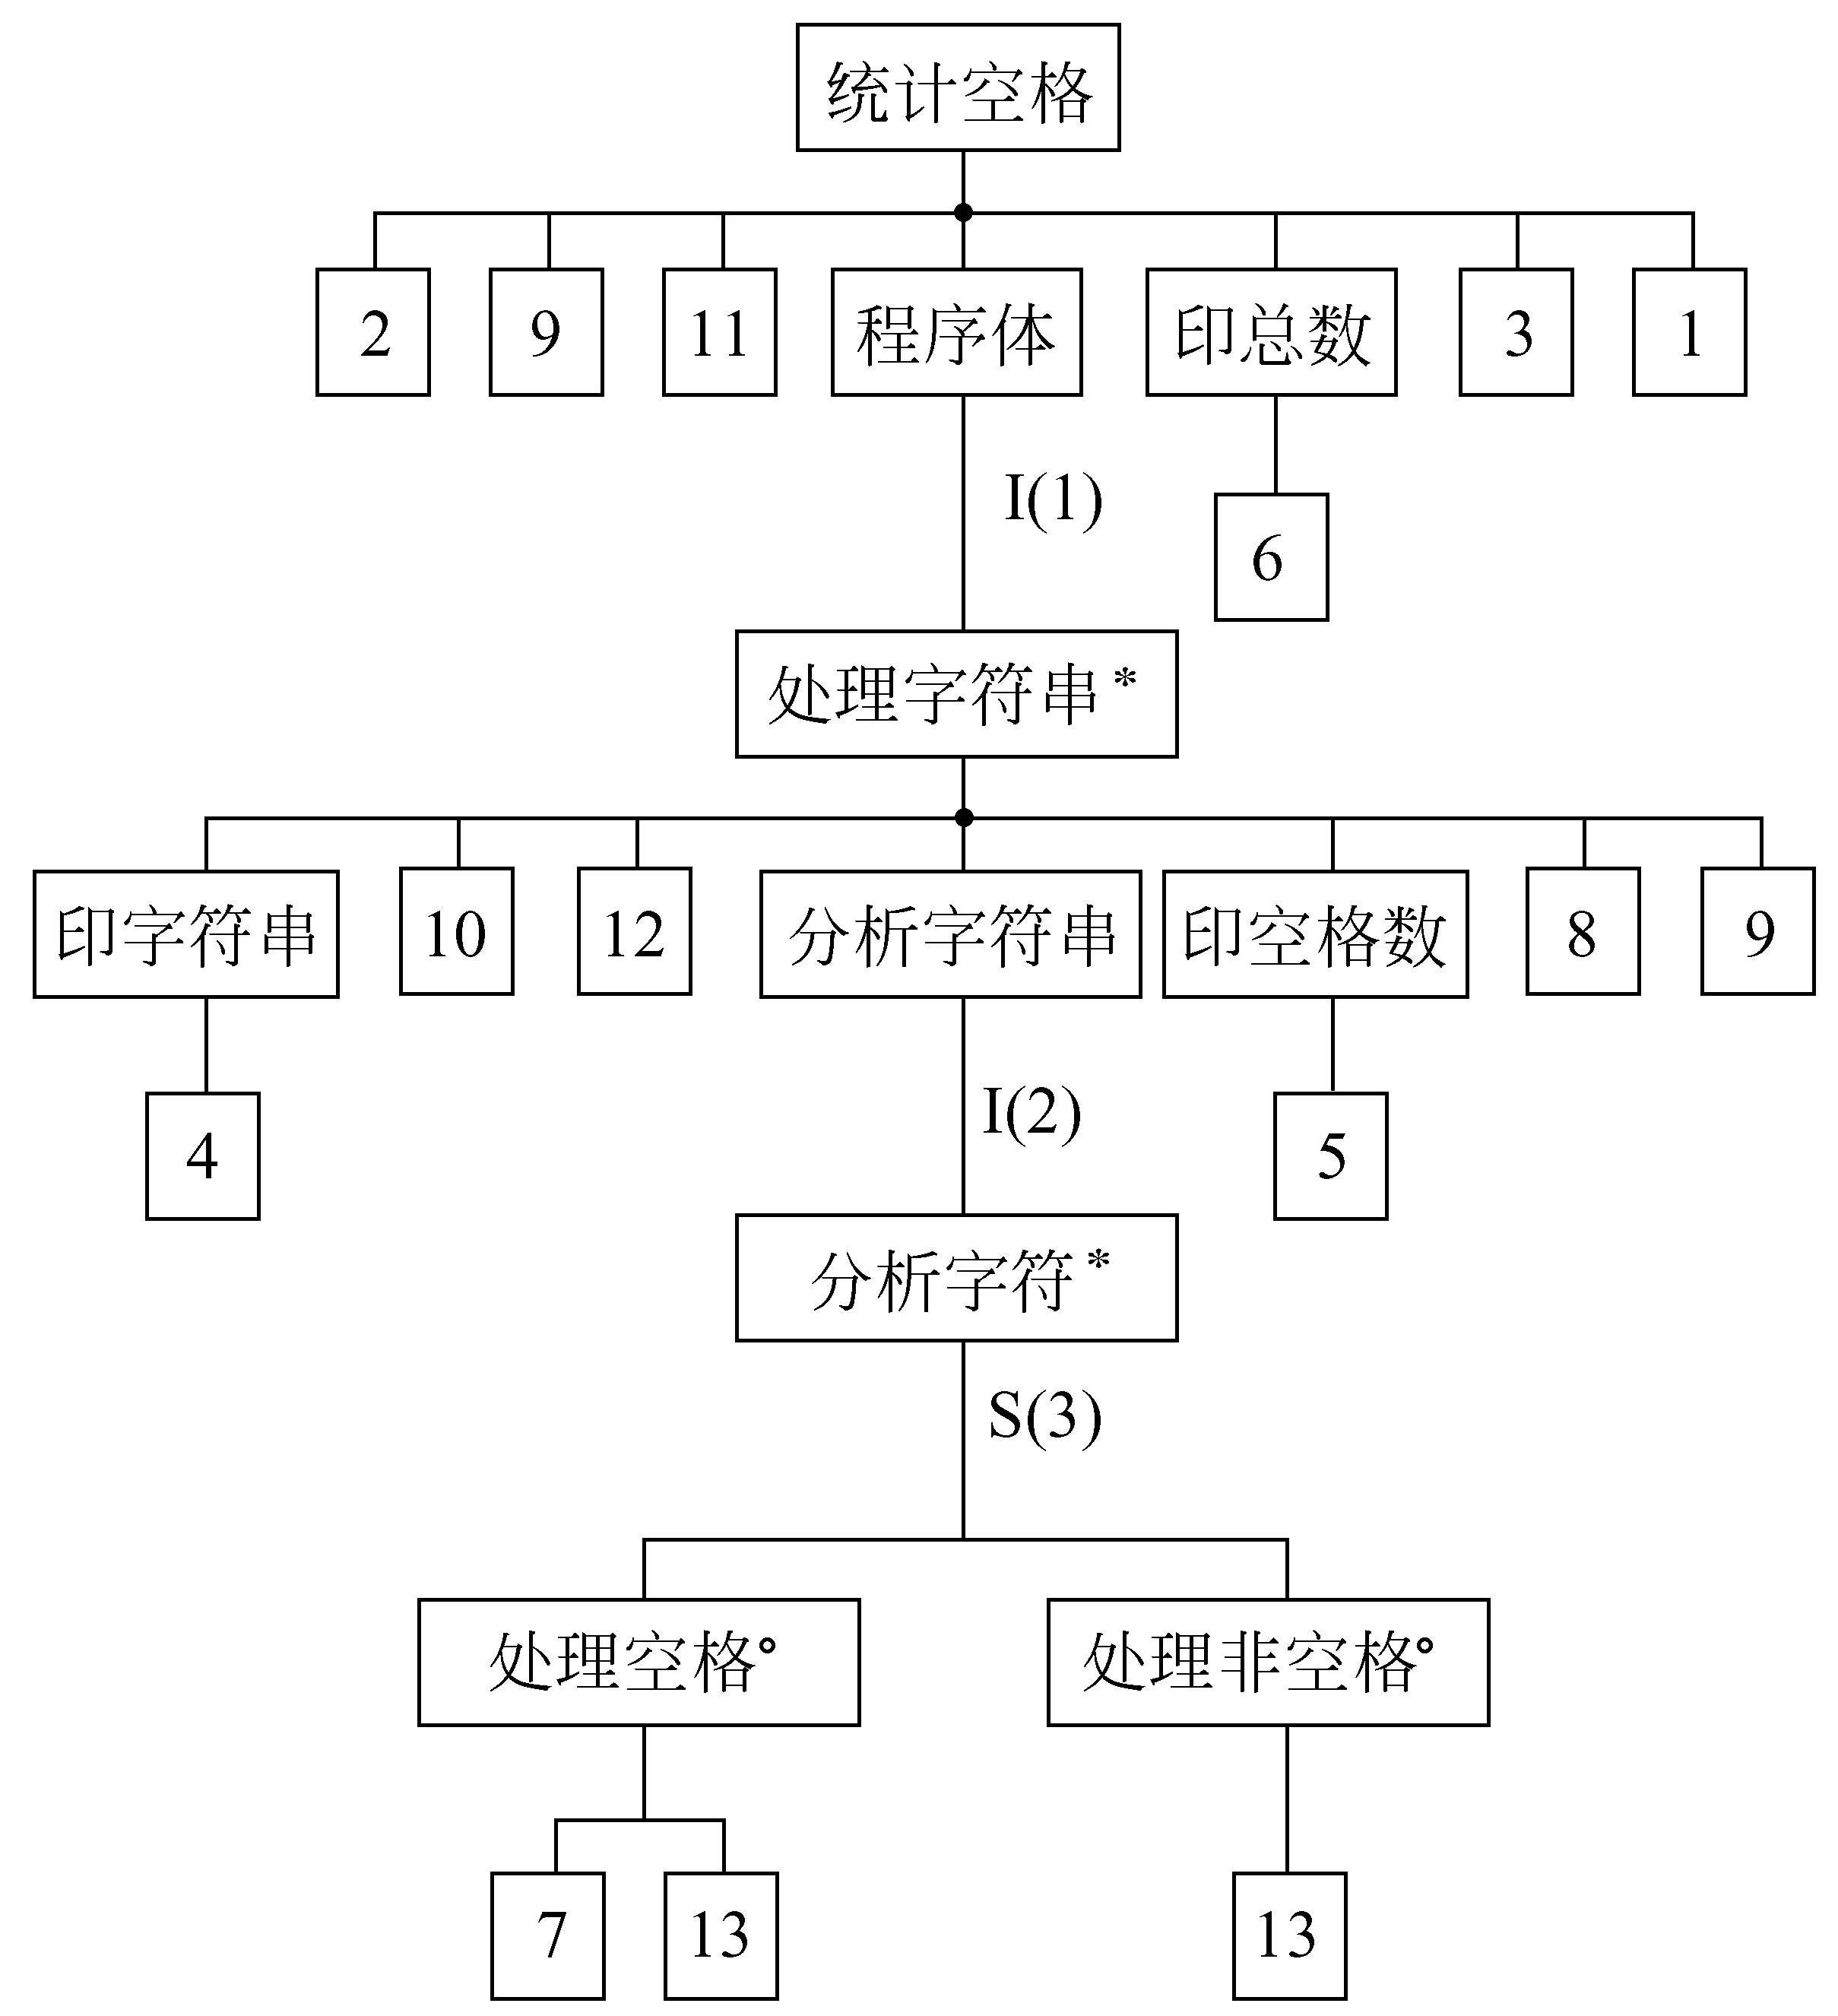 统计空格
2 9 11 程序体 印总数 3 1
I(1)
6
处理字符串*
印字符串 10 12 分析字符串 印空格数 8 9
I(2)
4 5
分析字符*
S(3)
处理空格° 处理非空格°
7 13 13